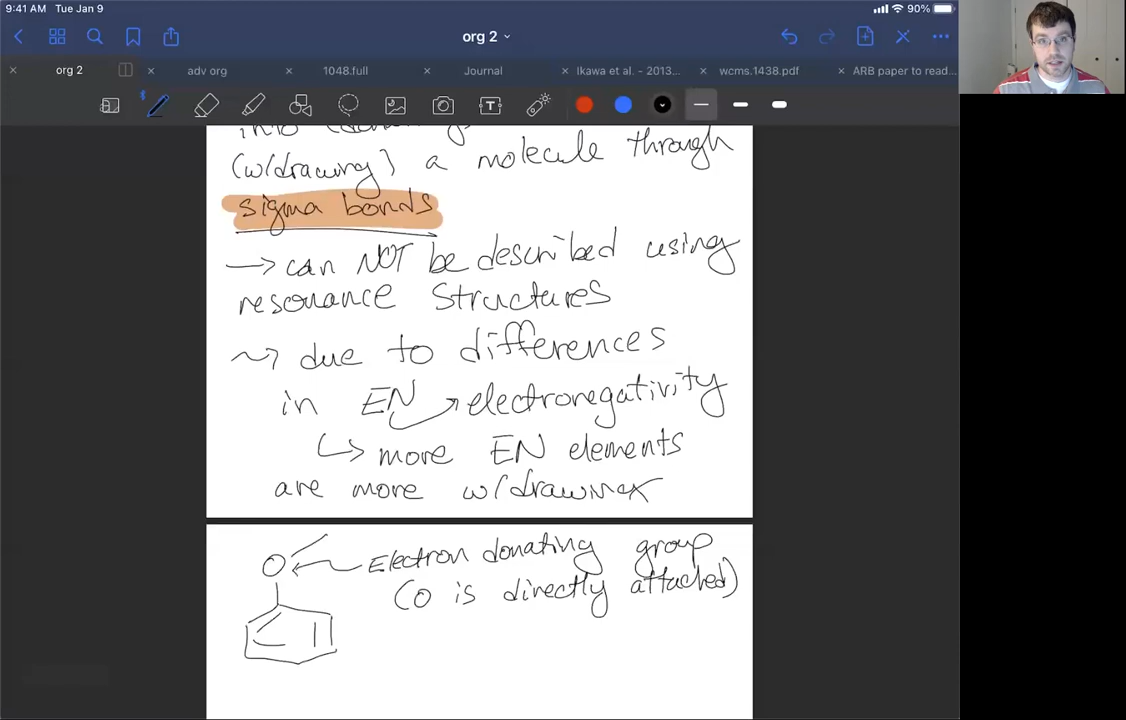 9:41 AM Tue Jan 9
90%
org 2
org 2
adv org
1048.full
Journal
Ikawa et al. - 2013...
wcms.1438.pdf
ARB paper to read...
into (donating)
(w/drawing) a molecule through
sigma bonds
→ can NOT be described using
resonance structures
~> due to differences
in EN → electronegativity
↳ more EN elements
are more w/drawing
O ← Electron donating group
(O is directly attached)